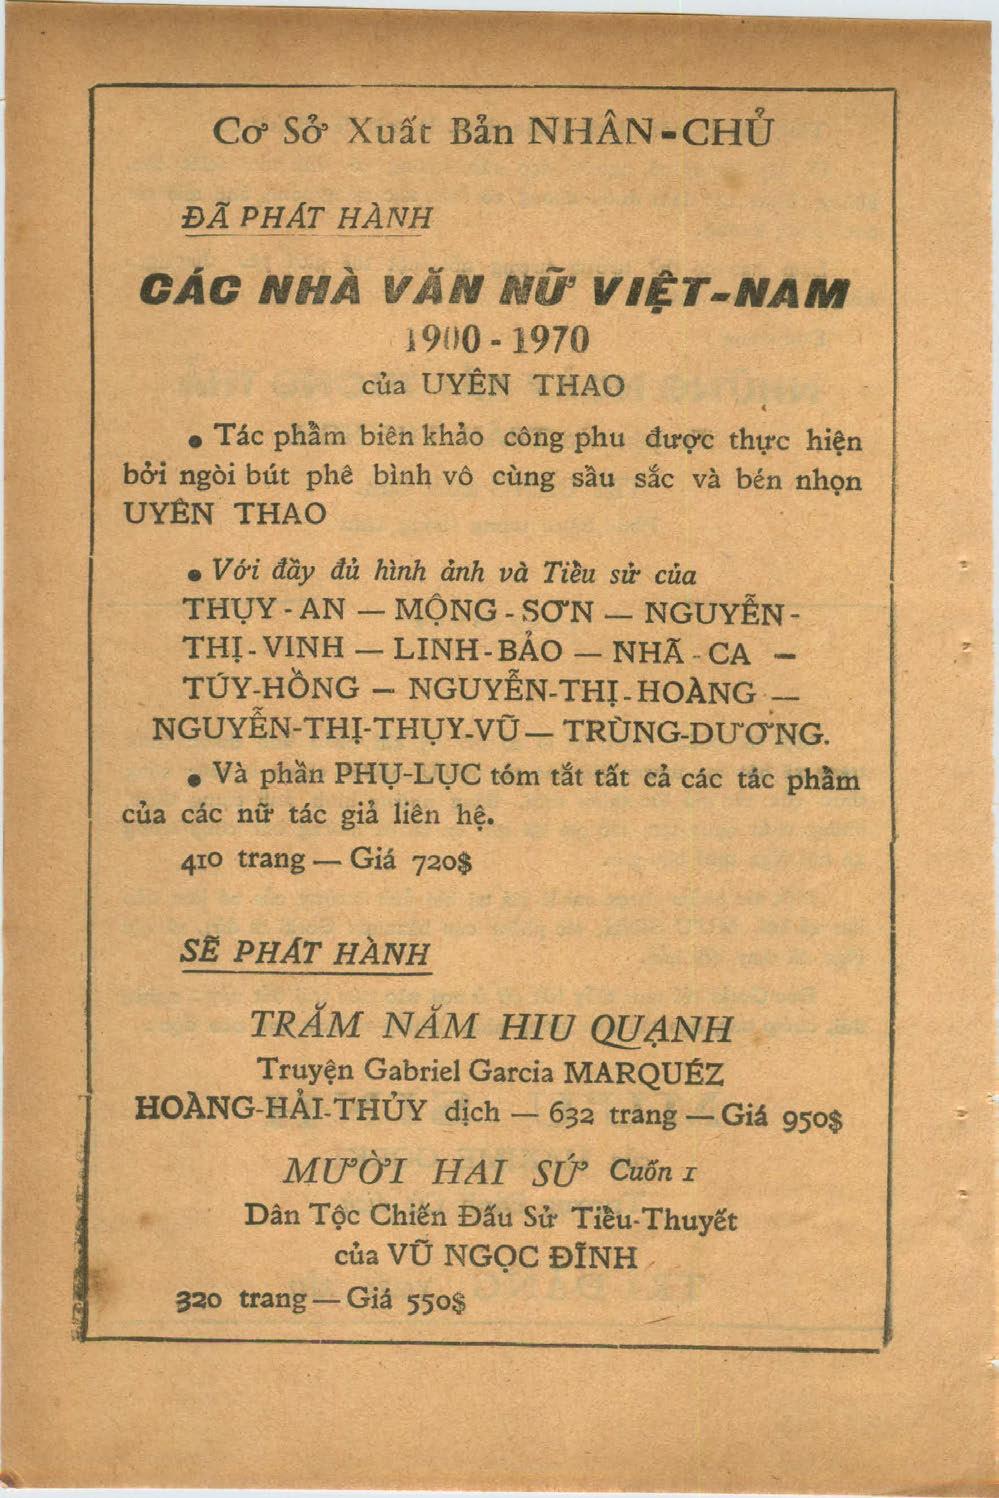 Cơ Sở Xuất Bản NHÂN-CHỦ
ĐÃ PHÁT HÀNH
CÁC NHÀ VĂN NỮ VIỆT-NAM
1900 - 1970
của UYÊN THAO
• Tác phẩm biên khảo công phu được thực hiện
bởi ngòi bút phê bình vô cùng sầu sắc và bén nhọn
UYÊN THAO
• Với đầy đủ hình ảnh và Tiểu sử của
THỤY - AN — MỘNG - SƠN — NGUYỄN -
THỊ - VINH — LINH - BẢO — NHÃ - CA —
TÚY-HỒNG — NGUYỄN-THỊ - HOÀNG —
NGUYỄN-THỊ-THỤY-VŨ — TRÙNG-DƯƠNG.
• Và phần PHỤ-LỤC tóm tắt tất cả các tác phẩm
của các nữ tác giả liên hệ.
410 trang — Giá 720$
SẼ PHÁT HÀNH
TRĂM NĂM HIU QUẠNH
Truyện Gabriel Garcia MARQUÉZ
HOÀNG-HẢI-THỦY dịch — 632 trang — Giá 950$
MƯỜI HAI SỨ Cuốn I
Dân Tộc Chiến Đấu Sử Tiểu-Thuyết
của VŨ NGỌC ĐĨNH
320 trang — Giá 550$